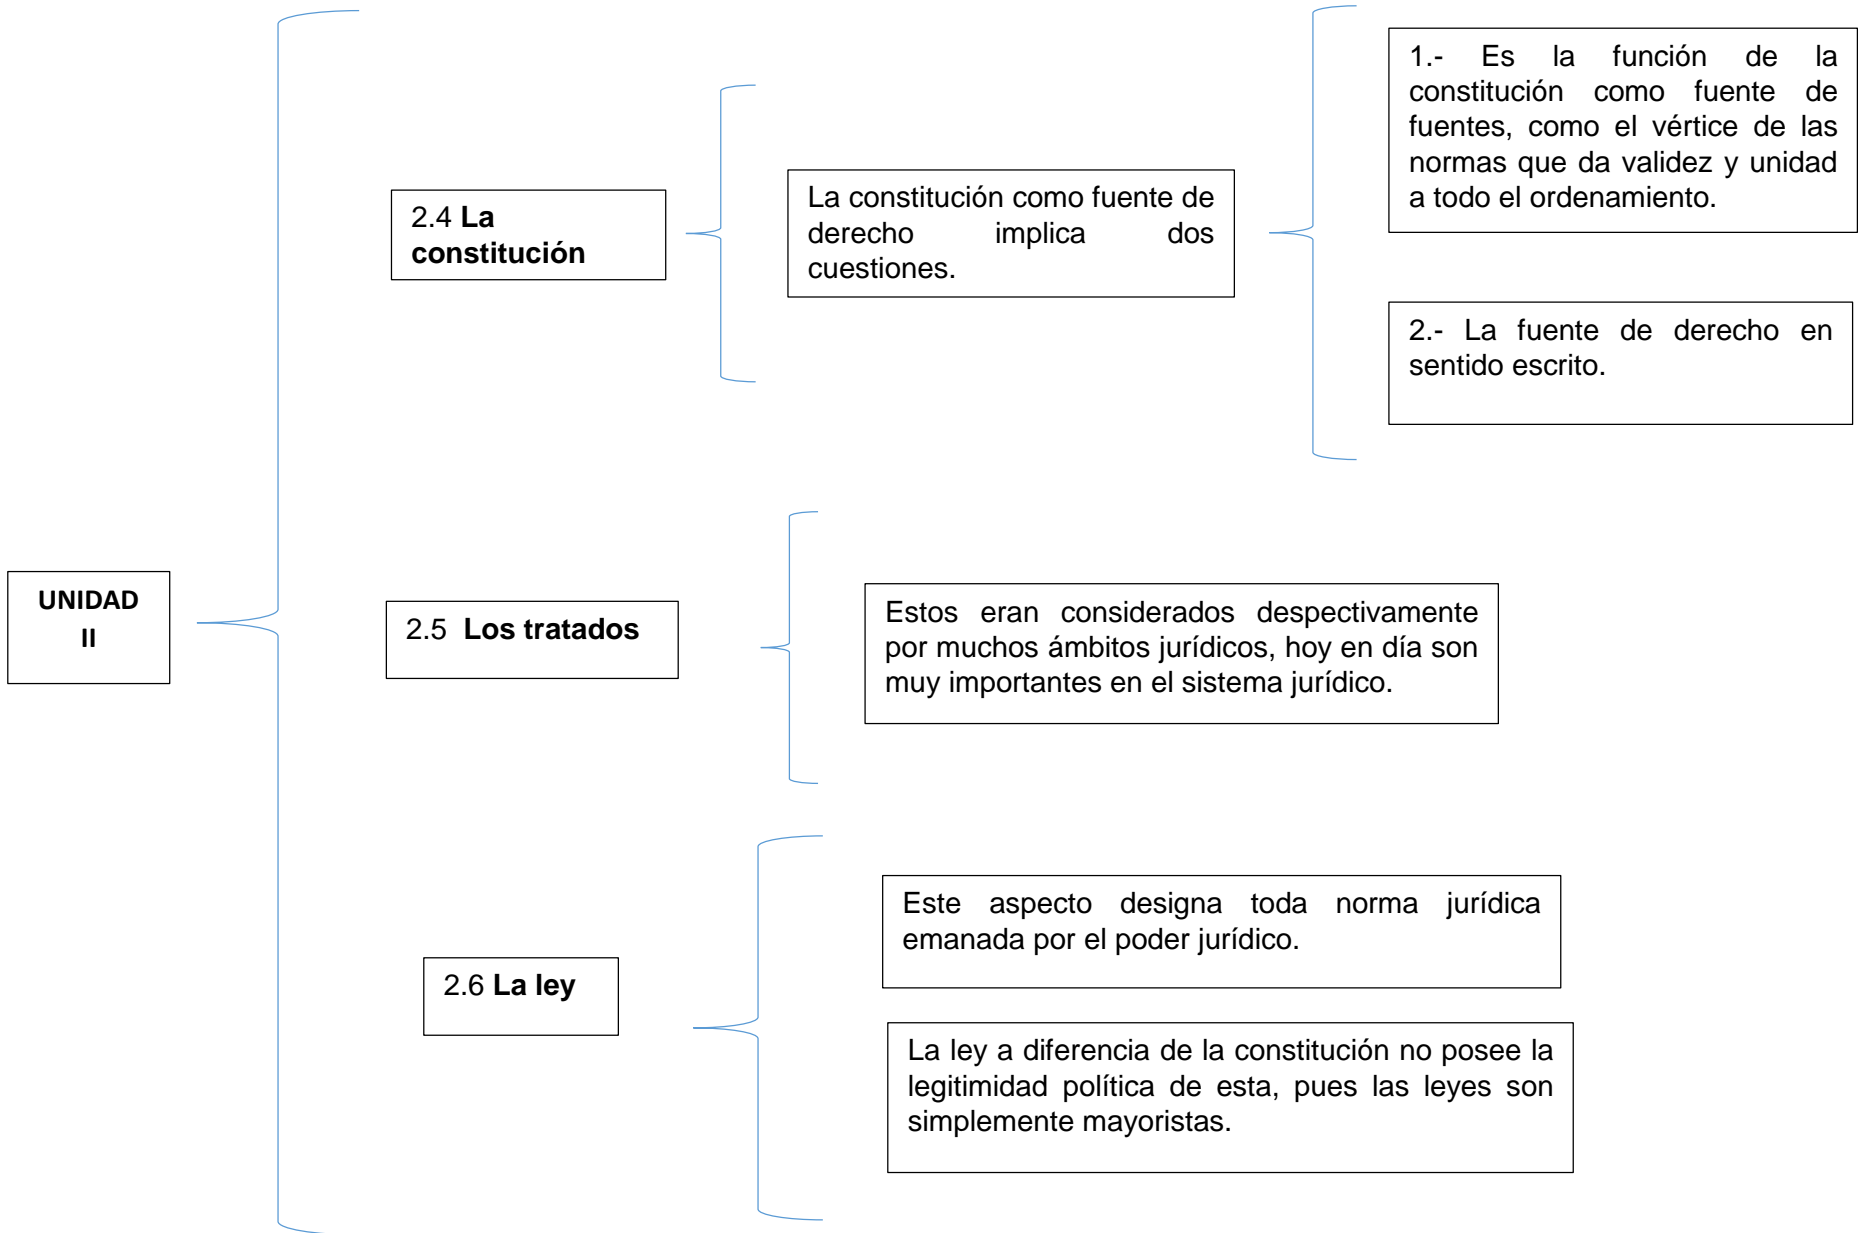 UNIDAD
II
2.4 La
constitución
La constitución como fuente de
derecho implica dos
cuestiones.
1.- Es la función de la
constitución como fuente de
fuentes, como el vértice de las
normas que da validez y unidad
a todo el ordenamiento.
2.- La fuente de derecho en
sentido escrito.
2.5 Los tratados
Estos eran considerados despectivamente
por muchos ámbitos jurídicos, hoy en día son
muy importantes en el sistema jurídico.
2.6 La ley
Este aspecto designa toda norma jurídica
emanada por el poder jurídico.
La ley a diferencia de la constitución no posee la
legitimidad política de esta, pues las leyes son
simplemente mayoristas.